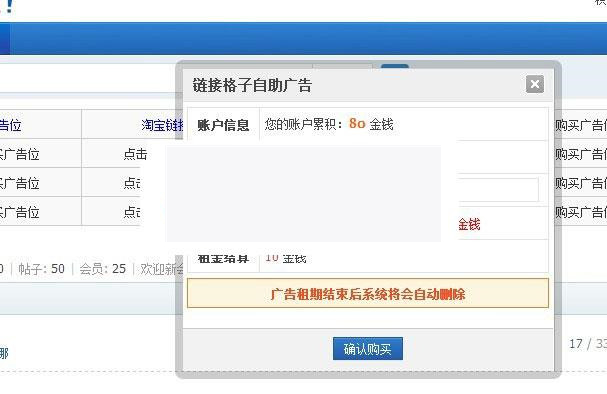 !
链接格子自助广告
告位
淘宝链接
账户信息
您的账户累积：80 金钱
购买广告位
买广告位
点击
购买广告位
买广告位
点击
购买广告位
买广告位
点击
金钱
购买广告位
0 | 帖子: 50 | 会员: 25 | 欢迎新会
租金结算
10 金钱
广告租期结束后系统将会自动删除
确认购买
17 / 33
哪